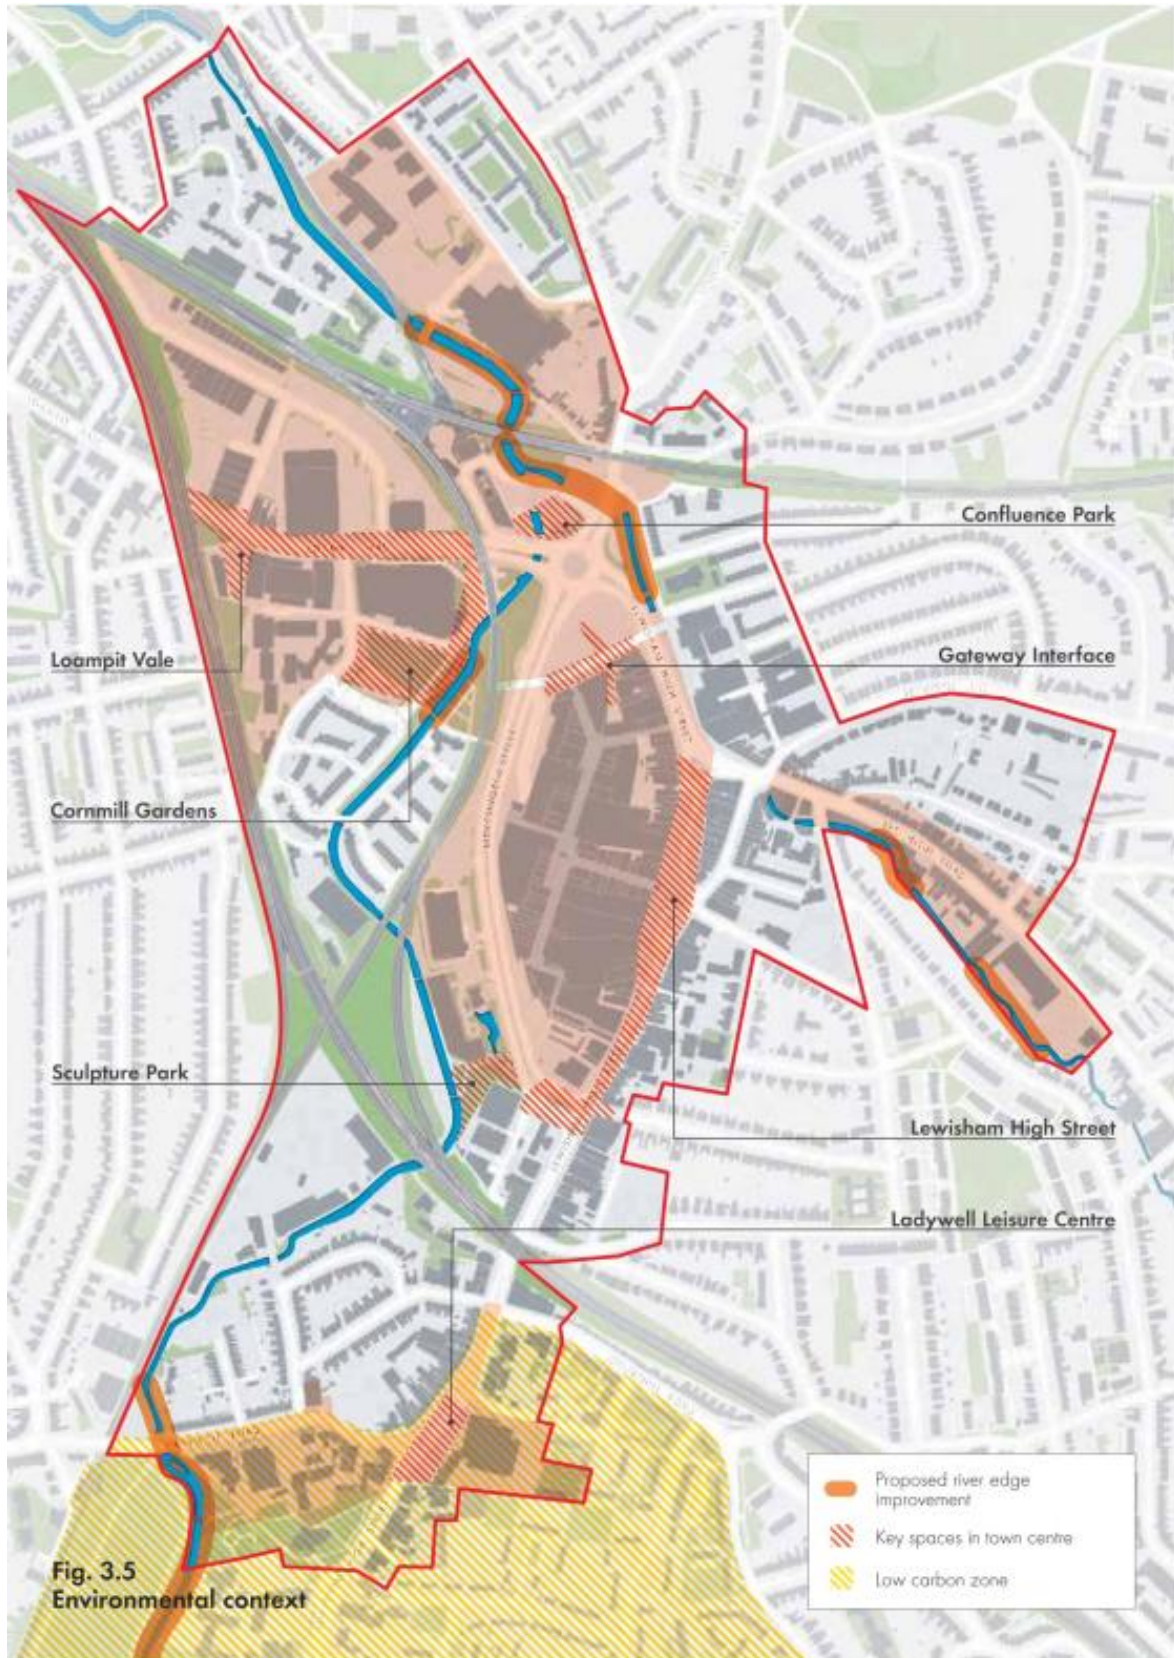 Confluence Park
Loampit Vale
Gateway Interface
Cornmill Gardens
Sculpture Park
Lewisham High Street
Ladywell Leisure Centre
Proposed river edge
improvement
Key spaces in town centre
Low carbon zone
Fig. 3.5
Environmental context